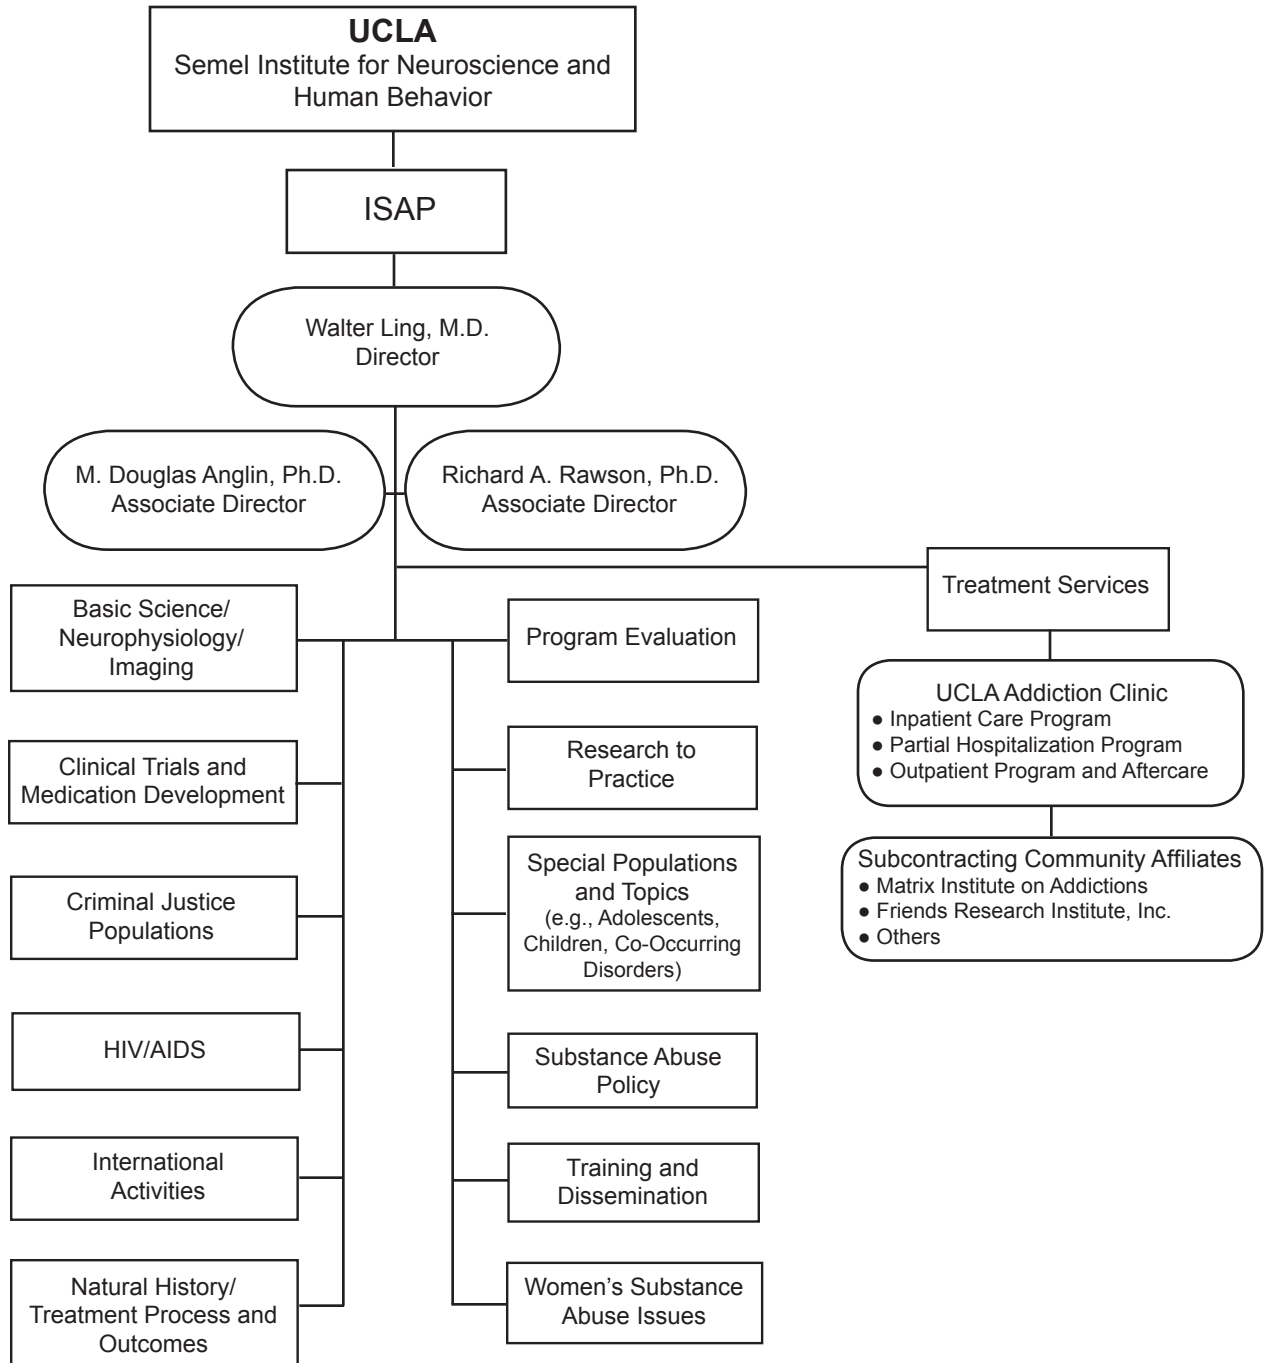 UCLA
Semel Institute for Neuroscience and
Human Behavior
ISAP
Walter Ling, M.D.
Director
M. Douglas Anglin, Ph.D.
Associate Director
Richard A. Rawson, Ph.D.
Associate Director
Basic Science/
Neurophysiology/
Imaging
Clinical Trials and
Medication Development
Criminal Justice
Populations
HIV/AIDS
International
Activities
Natural History/
Treatment Process and
Outcomes
Program Evaluation
Research to
Practice
Special Populations
and Topics
(e.g., Adolescents,
Children, Co-Occurring
Disorders)
Substance Abuse
Policy
Training and
Dissemination
Women’s Substance
Abuse Issues
Treatment Services
UCLA Addiction Clinic
● Inpatient Care Program
● Partial Hospitalization Program
● Outpatient Program and Aftercare
Subcontracting Community Affiliates
● Matrix Institute on Addictions
● Friends Research Institute, Inc.
● Others